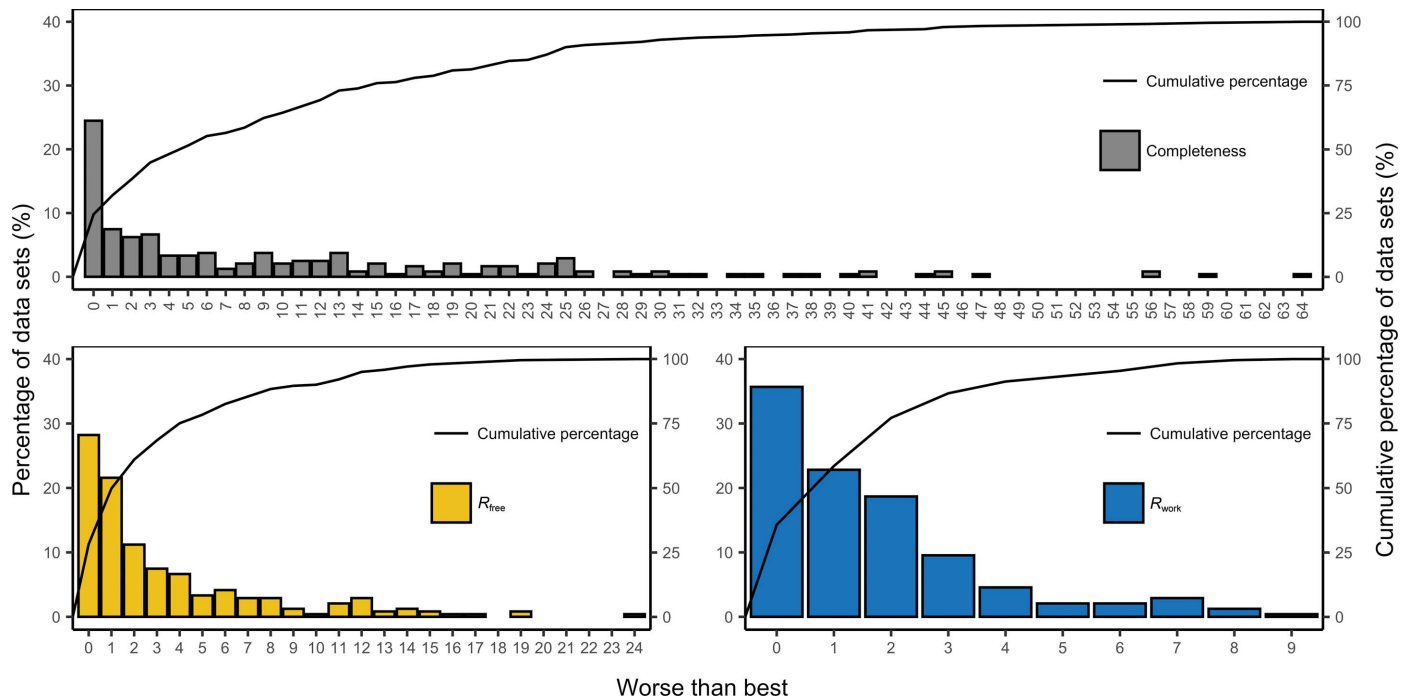 Percentage of data sets (%)
40
30
20
10
0
100
75
50
25
0
Cumulative percentage
Completeness
0 1 2 3 4 5 6 7 8 9 10 11 12 13 14 15 16 17 18 19 20 21 22 23 24 25 26 27 28 29 30 31 32 33 34 35 36 37 38 39 40 41 42 43 44 45 46 47 48 49 50 51 52 53 54 55 56 57 58 59 60 61 62 63 64
Cumulative percentage of data sets (%)
40
30
20
10
0
100
75
50
25
0
Cumulative percentage
Rfree
0 1 2 3 4 5 6 7 8 9 10 11 12 13 14 15 16 17 18 19 20 21 22 23 24
40
30
20
10
0
100
75
50
25
0
Cumulative percentage
Rwork
0 1 2 3 4 5 6 7 8 9
Worse than best